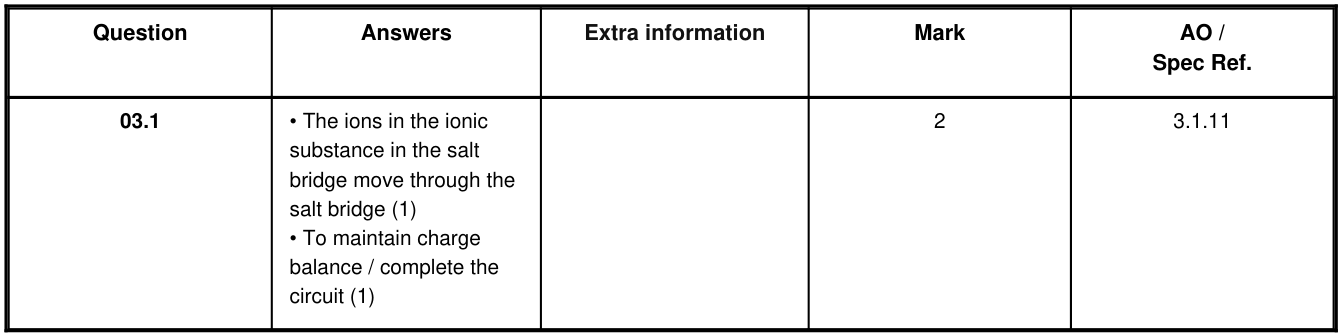 Question Answers Extra information Mark AO /
Spec Ref.
03.1 • The ions in the ionic 2 3.1.11
substance in the salt
bridge move through the
salt bridge (1)
• To maintain charge
balance / complete the
circuit (1)